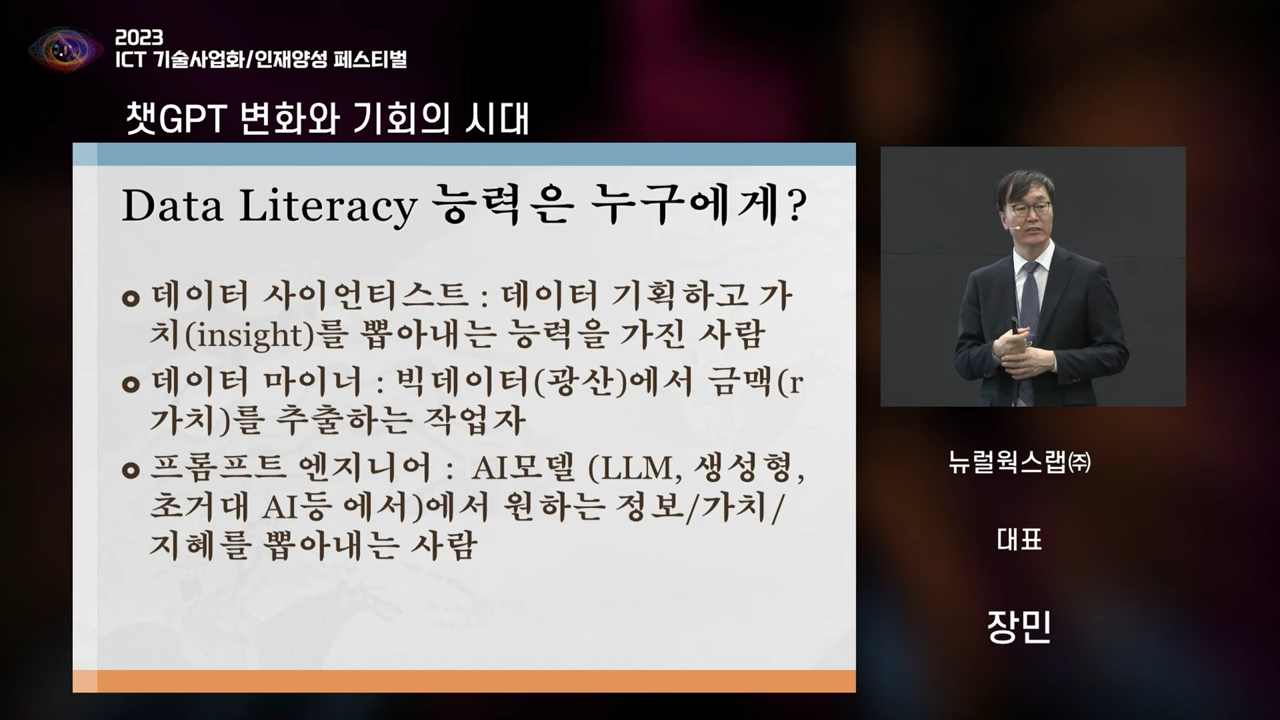 2023
ICT 기술사업화/인재양성 페스티벌
챗GPT 변화와 기회의 시대
Data Literacy 능력은 누구에게?
데이터 사이언티스트 : 데이터 기획하고 가
치(insight)를 뽑아내는 능력을 가진 사람
데이터 마이너 : 빅데이터(광산)에서 금맥(r
가치)를 추출하는 작업자
프롬프트 엔지니어 : AI모델 (LLM, 생성형,
초거대 AI등 에서)에서 원하는 정보/가치/
지혜를 뽑아내는 사람
뉴럴웍스랩㈜
대표
장민